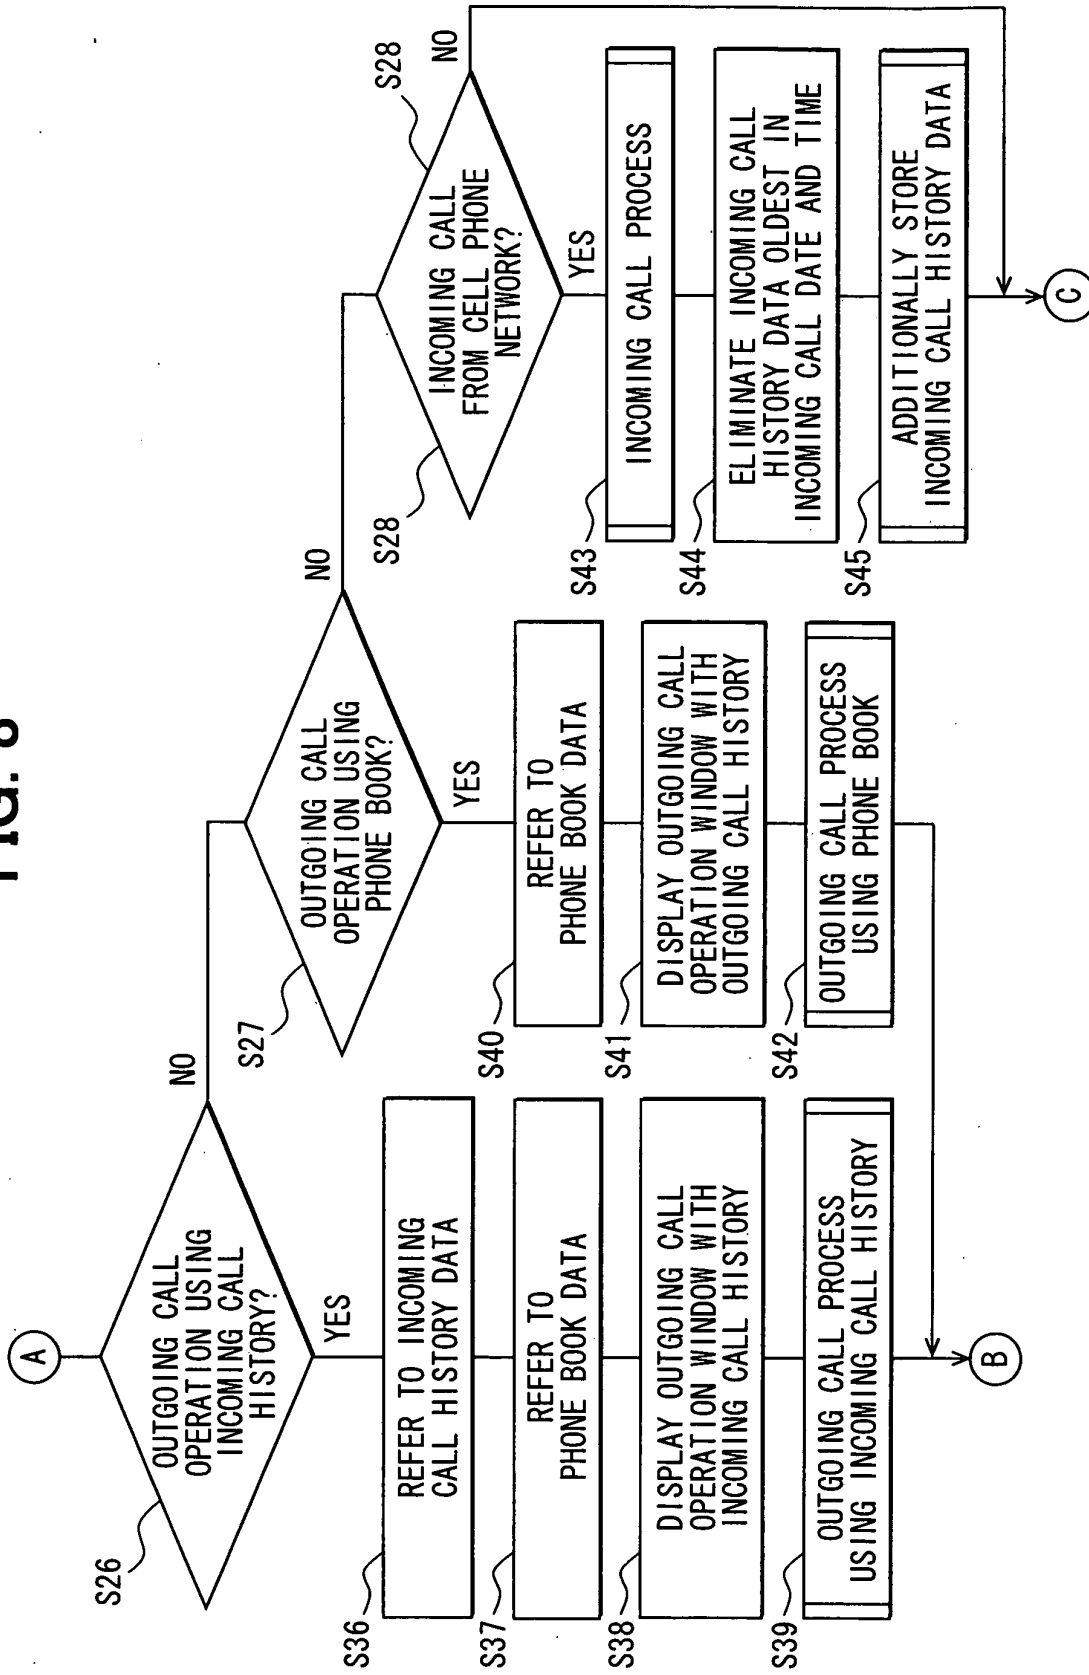 FIG. 8
A
OUTGOING CALL
OPERATION USING
INCOMING CALL
HISTORY?
S26
NO
YES
S36
REFER TO INCOMING
CALL HISTORY DATA
S37
REFER TO
PHONE BOOK DATA
S38
DISPLAY OUTGOING CALL
OPERATION WINDOW WITH
INCOMING CALL HISTORY
S39
OUTGOING CALL PROCESS
USING INCOMING CALL HISTORY
B
OUTGOING CALL
OPERATION USING
PHONE BOOK?
S27
NO
YES
S40
REFER TO
PHONE BOOK DATA
S41
DISPLAY OUTGOING CALL
OPERATION WINDOW WITH
OUTGOING CALL HISTORY
S42
OUTGOING CALL PROCESS
USING PHONE BOOK
INCOMING CALL
FROM CELL PHONE
NETWORK?
S28
S28
NO
YES
S43
INCOMING CALL PROCESS
S44
ELIMINATE INCOMING CALL
HISTORY DATA OLDEST IN
INCOMING CALL DATE AND TIME
S45
ADDITIONALLY STORE
INCOMING CALL HISTORY DATA
C